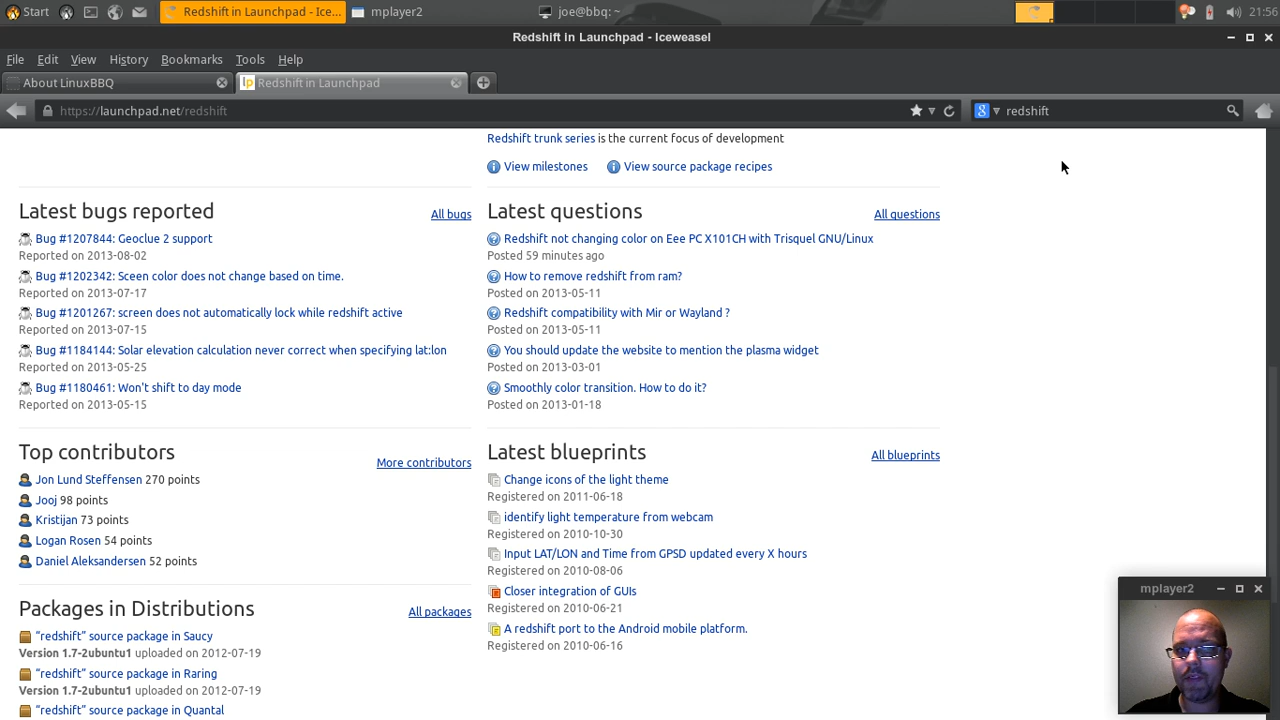 Start
Redshift in Launchpad - Ice...
mplayer2
joe@bbq: ~
21:56
Redshift in Launchpad - Iceweasel
File Edit View History Bookmarks Tools Help
About LinuxBBQ
lp Redshift in Launchpad
https://launchpad.net/redshift
redshift
Redshift trunk series is the current focus of development
View milestones View source package recipes
Latest bugs reported
All bugs
Bug #1207844: Geoclue 2 support
Reported on 2013-08-02
Bug #1202342: Sceen color does not change based on time.
Reported on 2013-07-17
Bug #1201267: screen does not automatically lock while redshift active
Reported on 2013-07-15
Bug #1184144: Solar elevation calculation never correct when specifying lat:lon
Reported on 2013-05-25
Bug #1180461: Won't shift to day mode
Reported on 2013-05-15
Latest questions
All questions
Redshift not changing color on Eee PC X101CH with Trisquel GNU/Linux
Posted 59 minutes ago
How to remove redshift from ram?
Posted on 2013-05-11
Redshift compatibility with Mir or Wayland ?
Posted on 2013-05-11
You should update the website to mention the plasma widget
Posted on 2013-03-01
Smoothly color transition. How to do it?
Posted on 2013-01-18
Top contributors
More contributors
Jon Lund Steffensen 270 points
Jooj 98 points
Kristijan 73 points
Logan Rosen 54 points
Daniel Aleksandersen 52 points
Latest blueprints
All blueprints
Change icons of the light theme
Registered on 2011-06-18
identify light temperature from webcam
Registered on 2010-10-30
Input LAT/LON and Time from GPSD updated every X hours
Registered on 2010-08-06
Closer integration of GUIs
Registered on 2010-06-21
A redshift port to the Android mobile platform.
Registered on 2010-06-16
Packages in Distributions
All packages
“redshift” source package in Saucy
Version 1.7-2ubuntu1 uploaded on 2012-07-19
“redshift” source package in Raring
Version 1.7-2ubuntu1 uploaded on 2012-07-19
“redshift” source package in Quantal
mplayer2